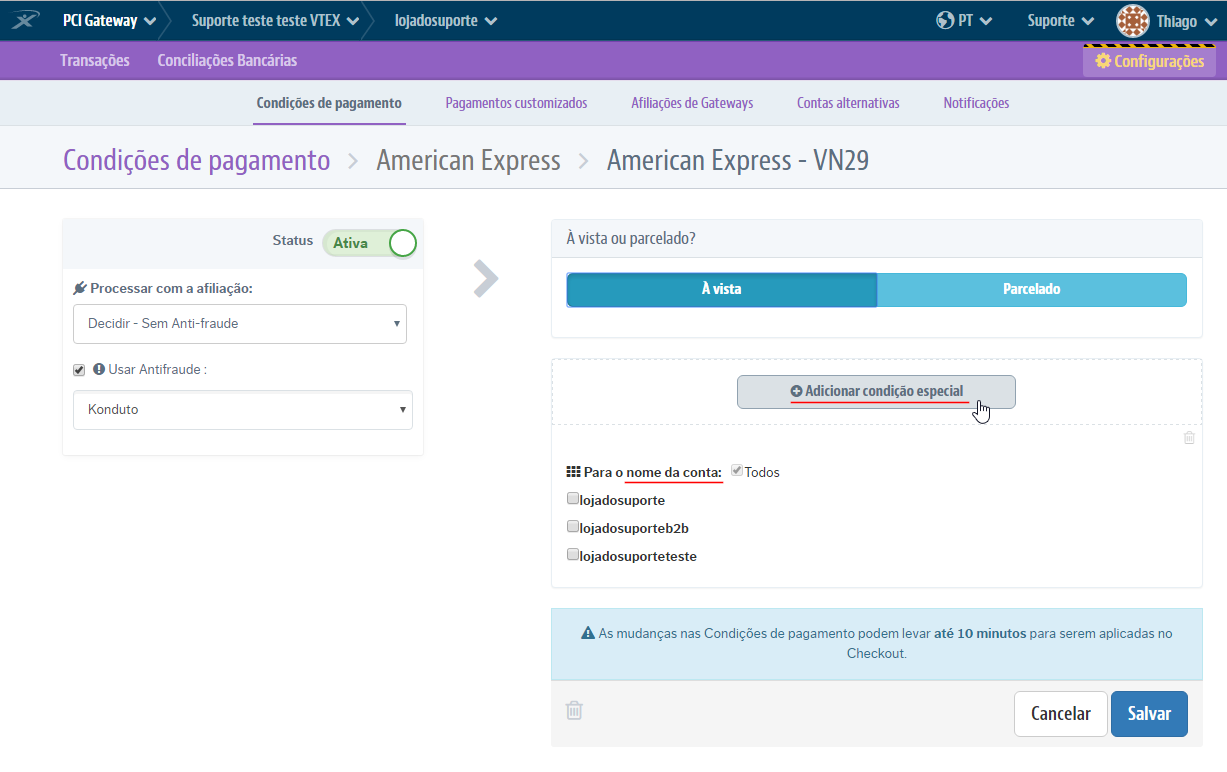 PCI Gateway Suporte teste teste VTEX lojadosuporte PT Suporte Thiago
Transações Conciliações Bancárias Configurações
Condições de pagamento Pagamentos customizados Afiliações de Gateways Contas alternativas Notificações
Condições de pagamento American Express American Express - VN29
Status Ativa
Processar com a afiliação:
Decidir - Sem Anti-fraude
Usar Antifraude :
Konduto
À vista ou parcelado?
À vista Parcelado
Adicionar condição especial
Para o nome da conta: Todos
lojadosuporte
lojadosuporteb2b
lojadosuporteteste
As mudanças nas Condições de pagamento podem levar até 10 minutos para serem aplicadas no
Checkout.
Cancelar Salvar